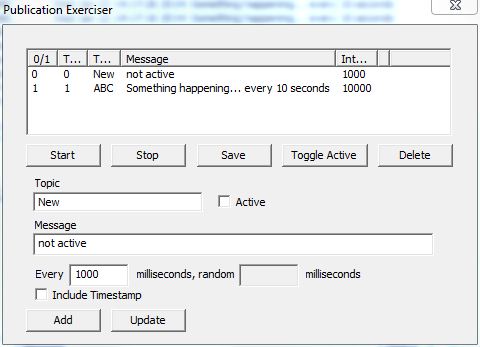 Publication Exerciser
0/1 T... T... Message Int...
0 0 New not active 1000
1 1 ABC Something happening... every 10 seconds 10000
Start Stop Save Toggle Active Delete
Topic
New Active
Message
not active
Every 1000 milliseconds, random milliseconds
Include Timestamp
Add Update